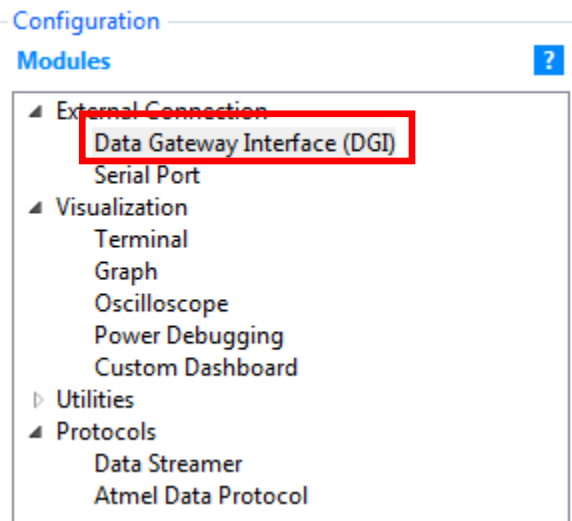 Configuration
Modules ?
External Connection
Data Gateway Interface (DGI)
Serial Port
Visualization
Terminal
Graph
Oscilloscope
Power Debugging
Custom Dashboard
Utilities
Protocols
Data Streamer
Atmel Data Protocol